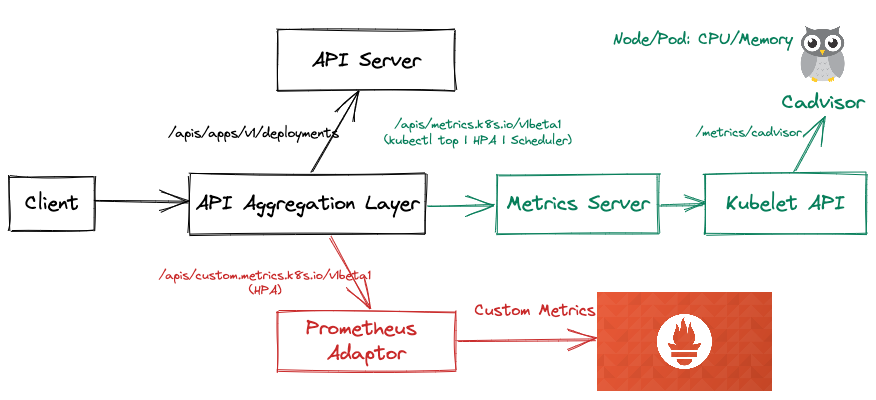 Node/Pod: CPU/Memory
API Server
Cadvisor
/apis/apps/v1/deployments
/apis/metrics.k8s.io/v1beta1
(kubectl top | HPA | Scheduler)
/metrics/cadvisor
Client
API Aggregation Layer
Metrics Server
Kubelet API
/apis/custom.metrics.k8s.io/v1beta1
(HPA)
Custom Metrics
Prometheus
Adaptor